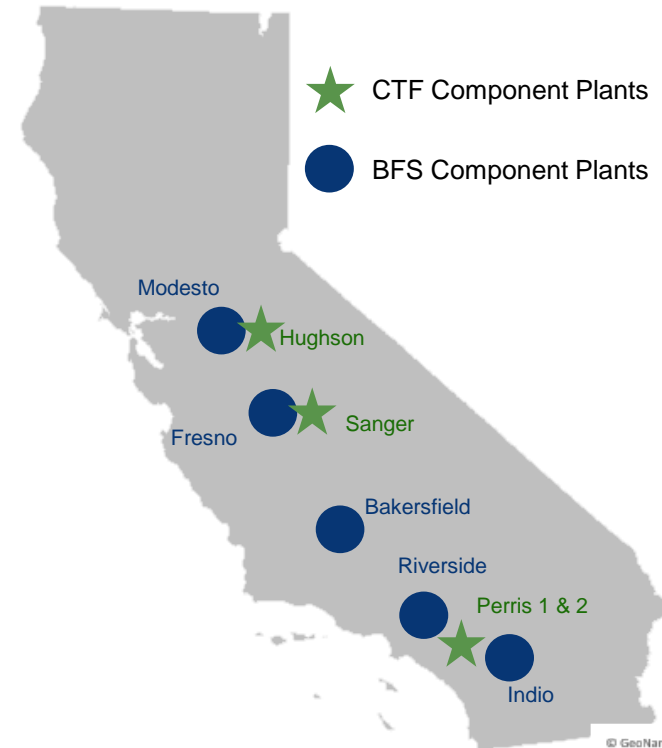 CTF Component Plants
BFS Component Plants
Modesto
Hughson
Sanger
Fresno
Bakersfield
Riverside
Perris 1 & 2
Indio